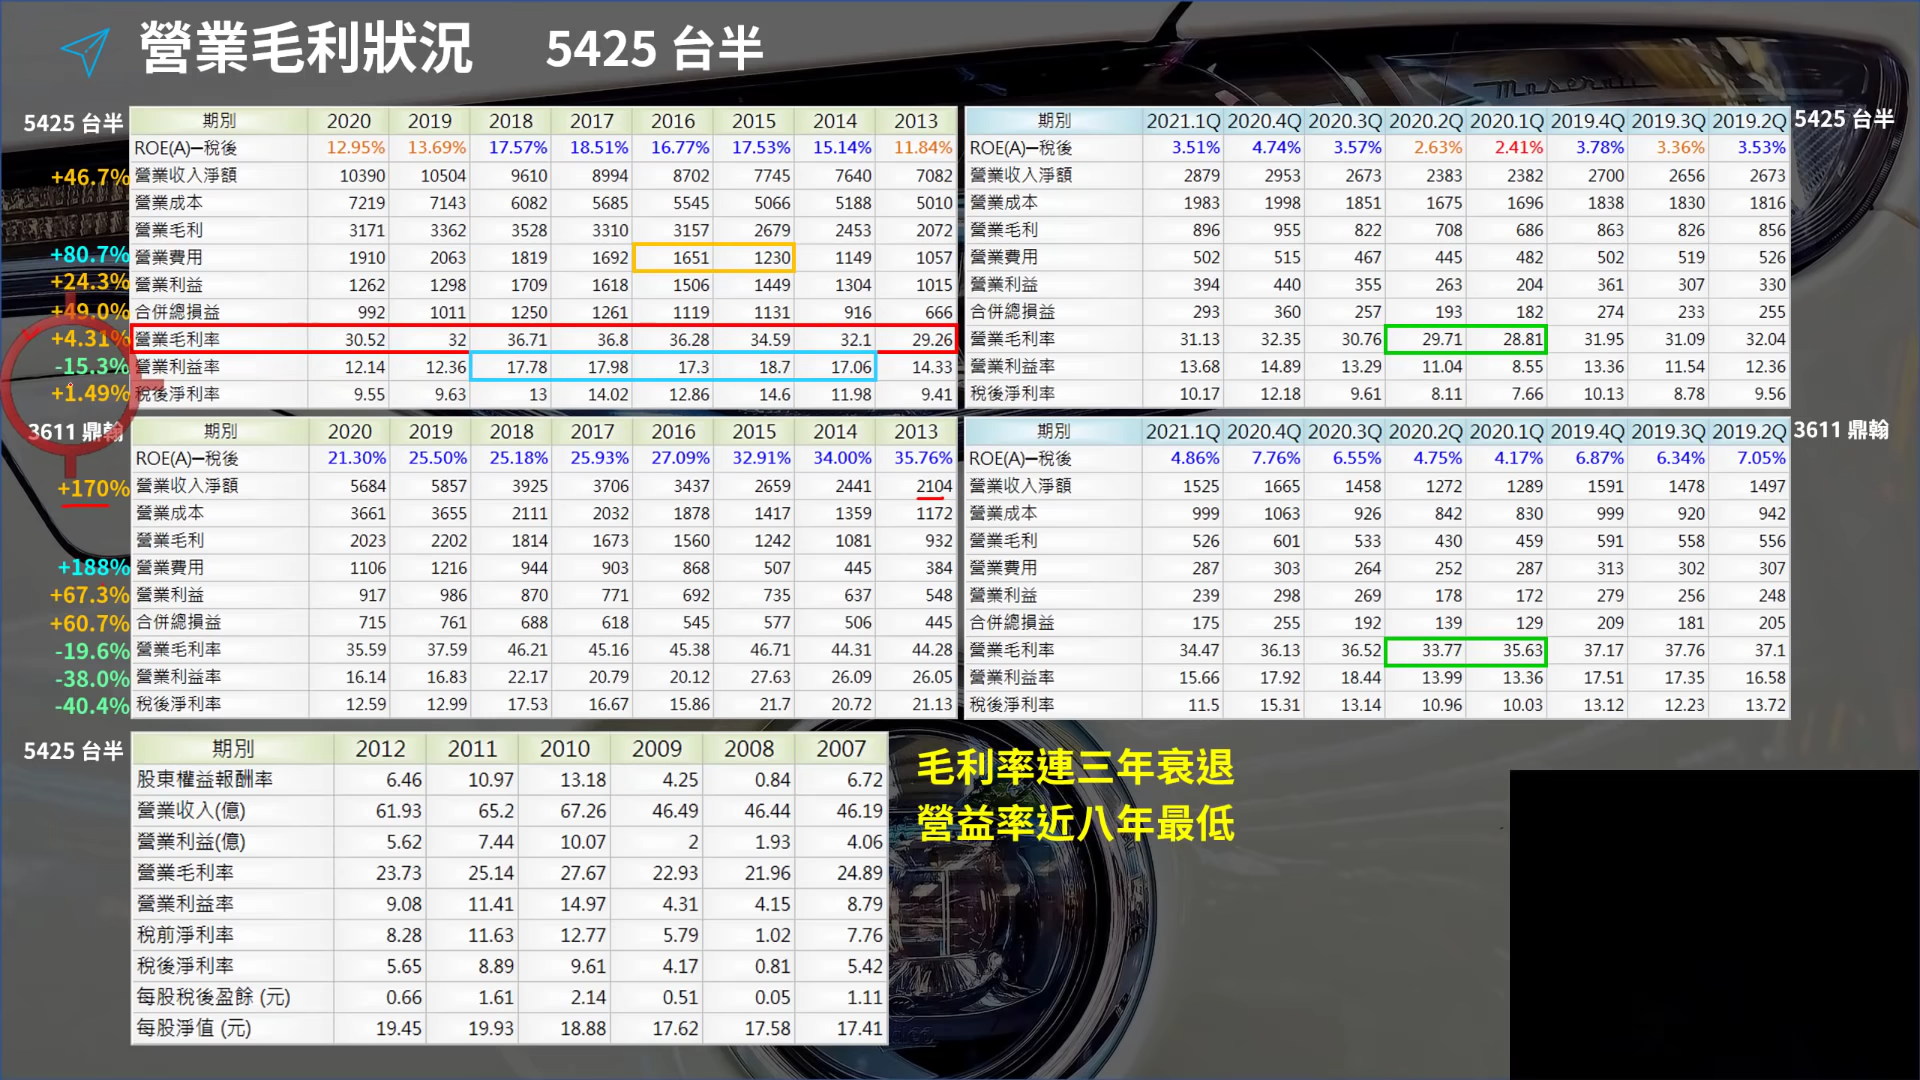 營業毛利狀況 5425 台半
5425 台半
期別 2020 2019 2018 2017 2016 2015 2014 2013
ROE(A)─稅後 12.95% 13.69% 17.57% 18.51% 16.77% 17.53% 15.14% 11.84%
+46.7% 營業收入淨額 10390 10504 9610 8994 8702 7745 7640 7082
營業成本 7219 7143 6082 5685 5545 5066 5188 5010
營業毛利 3171 3362 3528 3310 3157 2679 2453 2072
+80.7% 營業費用 1910 2063 1819 1692 1651 1230 1149 1057
+24.3% 營業利益 1262 1298 1709 1618 1506 1449 1304 1015
+49.0% 合併總損益 992 1011 1250 1261 1119 1131 916 666
+4.31% 營業毛利率 30.52 32 36.71 36.8 36.28 34.59 32.1 29.26
-15.3% 營業利益率 12.14 12.36 17.78 17.98 17.3 18.7 17.06 14.33
+1.49% 稅後淨利率 9.55 9.63 13 14.02 12.86 14.6 11.98 9.41
5425 台半
期別 2021.1Q 2020.4Q 2020.3Q 2020.2Q 2020.1Q 2019.4Q 2019.3Q 2019.2Q
ROE(A)─稅後 3.51% 4.74% 3.57% 2.63% 2.41% 3.78% 3.36% 3.53%
營業收入淨額 2879 2953 2673 2383 2382 2700 2656 2673
營業成本 1983 1998 1851 1675 1696 1838 1830 1816
營業毛利 896 955 822 708 686 863 826 856
營業費用 502 515 467 445 482 502 519 526
營業利益 394 440 355 263 204 361 307 330
合併總損益 293 360 257 193 182 274 233 255
營業毛利率 31.13 32.35 30.76 29.71 28.81 31.95 31.09 32.04
營業利益率 13.68 14.89 13.29 11.04 8.55 13.36 11.54 12.36
稅後淨利率 10.17 12.18 9.61 8.11 7.66 10.13 8.78 9.56
3611 鼎翰
期別 2020 2019 2018 2017 2016 2015 2014 2013
ROE(A)─稅後 21.30% 25.50% 25.18% 25.93% 27.09% 32.91% 34.00% 35.76%
+170% 營業收入淨額 5684 5857 3925 3706 3437 2659 2441 2104
營業成本 3661 3655 2111 2032 1878 1417 1359 1172
營業毛利 2023 2202 1814 1673 1560 1242 1081 932
+188% 營業費用 1106 1216 944 903 868 507 445 384
+67.3% 營業利益 917 986 870 771 692 735 637 548
+60.7% 合併總損益 715 761 688 618 545 577 506 445
-19.6% 營業毛利率 35.59 37.59 46.21 45.16 45.38 46.71 44.31 44.28
-38.0% 營業利益率 16.14 16.83 22.17 20.79 20.12 27.63 26.09 26.05
-40.4% 稅後淨利率 12.59 12.99 17.53 16.67 15.86 21.7 20.72 21.13
3611 鼎翰
期別 2021.1Q 2020.4Q 2020.3Q 2020.2Q 2020.1Q 2019.4Q 2019.3Q 2019.2Q
ROE(A)─稅後 4.86% 7.76% 6.55% 4.75% 4.17% 6.87% 6.34% 7.05%
營業收入淨額 1525 1665 1458 1272 1289 1591 1478 1497
營業成本 999 1063 926 842 830 999 920 942
營業毛利 526 601 533 430 459 591 558 556
營業費用 287 303 264 252 287 313 302 307
營業利益 239 298 269 178 172 279 256 248
合併總損益 175 255 192 139 129 209 181 205
營業毛利率 34.47 36.13 36.52 33.77 35.63 37.17 37.76 37.1
營業利益率 15.66 17.92 18.44 13.99 13.36 17.51 17.35 16.58
稅後淨利率 11.5 15.31 13.14 10.96 10.03 13.12 12.23 13.72
5425 台半
期別 2012 2011 2010 2009 2008 2007
股東權益報酬率 6.46 10.97 13.18 4.25 0.84 6.72
營業收入(億) 61.93 65.2 67.26 46.49 46.44 46.19
營業利益(億) 5.62 7.44 10.07 2 1.93 4.06
營業毛利率 23.73 25.14 27.67 22.93 21.96 24.89
營業利益率 9.08 11.41 14.97 4.31 4.15 8.79
稅前淨利率 8.28 11.63 12.77 5.79 1.02 7.76
稅後淨利率 5.65 8.89 9.61 4.17 0.81 5.42
每股稅後盈餘 (元) 0.66 1.61 2.14 0.51 0.05 1.11
每股淨值 (元) 19.45 19.93 18.88 17.62 17.58 17.41
毛利率連三年衰退
營益率近八年最低
Maserati